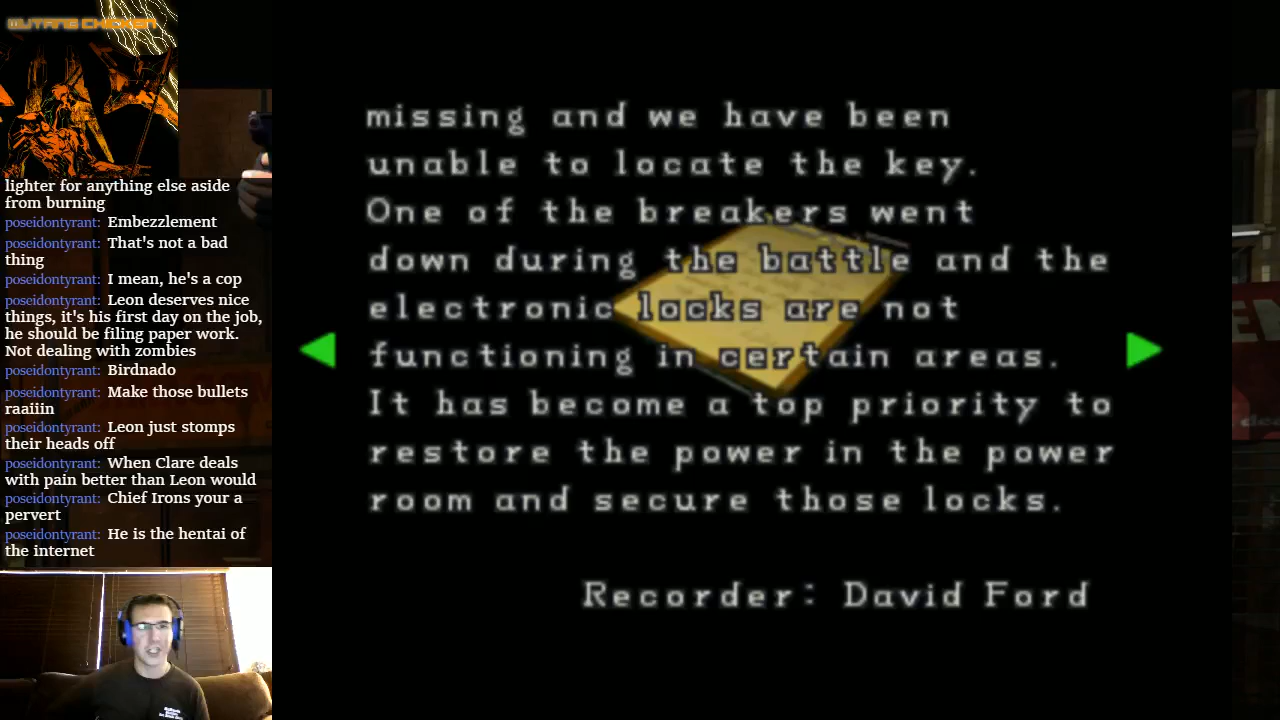 WUTANG CHICKEN
lighter for anything else aside
from burning
poseidontyrant: Embezzlement
poseidontyrant: That's not a bad
thing
poseidontyrant: I mean, he's a cop
poseidontyrant: Leon deserves nice
things, it's his first day on the job,
he should be filing paper work.
Not dealing with zombies
poseidontyrant: Birdnado
poseidontyrant: Make those bullets
raaiiin
poseidontyrant: Leon just stomps
their heads off
poseidontyrant: When Clare deals
with pain better than Leon would
poseidontyrant: Chief Irons your a
pervert
poseidontyrant: He is the hentai of
the internet
missing and we have been
unable to locate the key.
One of the breakers went
down during the battle and the
electronic locks are not
functioning in certain areas.
It has become a top priority to
restore the power in the power
room and secure those locks.
Recorder: David Ford